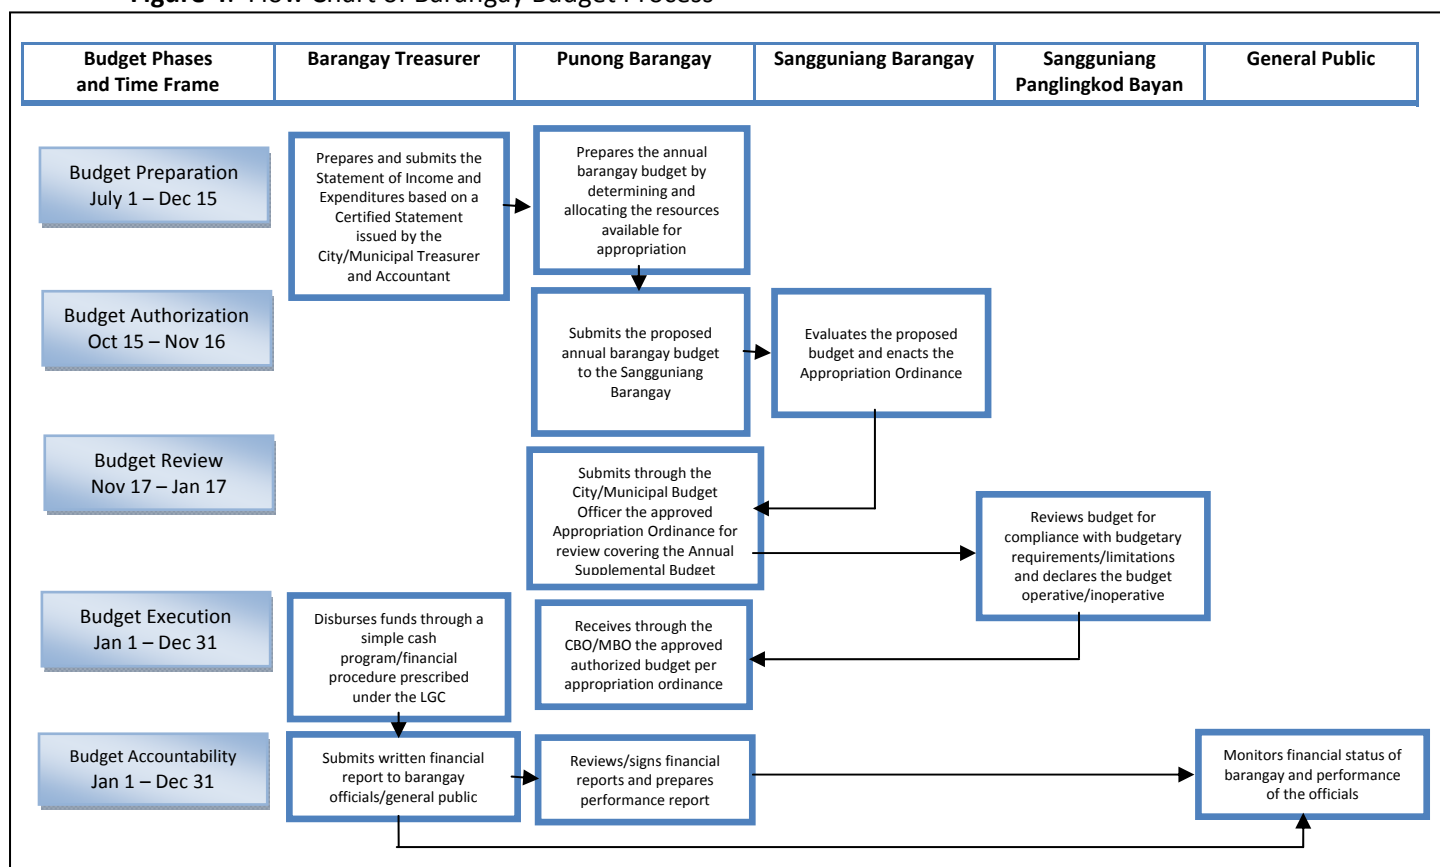 Figure 4. Flow Chart of Barangay Budget Process
Budget Phases
and Time Frame
Barangay Treasurer
Punong Barangay
Sangguniang Barangay
Sangguniang
Panglingkod Bayan
General Public
Budget Preparation
July 1 – Dec 15
Prepares and submits the
Statement of Income and
Expenditures based on a
Certified Statement
issued by the
City/Municipal Treasurer
and Accountant
Prepares the annual
barangay budget by
determining and
allocating the resources
available for
appropriation
Budget Authorization
Oct 15 – Nov 16
Submits the proposed
annual barangay budget
to the Sangguniang
Barangay
Evaluates the proposed
budget and enacts the
Appropriation Ordinance
Budget Review
Nov 17 – Jan 17
Submits through the
City/Municipal Budget
Officer the approved
Appropriation Ordinance for
review covering the Annual
Supplemental Budget
Reviews budget for
compliance with budgetary
requirements/limitations
and declares the budget
operative/inoperative
Budget Execution
Jan 1 – Dec 31
Disburses funds through a
simple cash
program/financial
procedure prescribed
under the LGC
Receives through the
CBO/MBO the approved
authorized budget per
appropriation ordinance
Budget Accountability
Jan 1 – Dec 31
Submits written financial
report to barangay
officials/general public
Reviews/signs financial
reports and prepares
performance report
Monitors financial status of
barangay and performance
of the officials